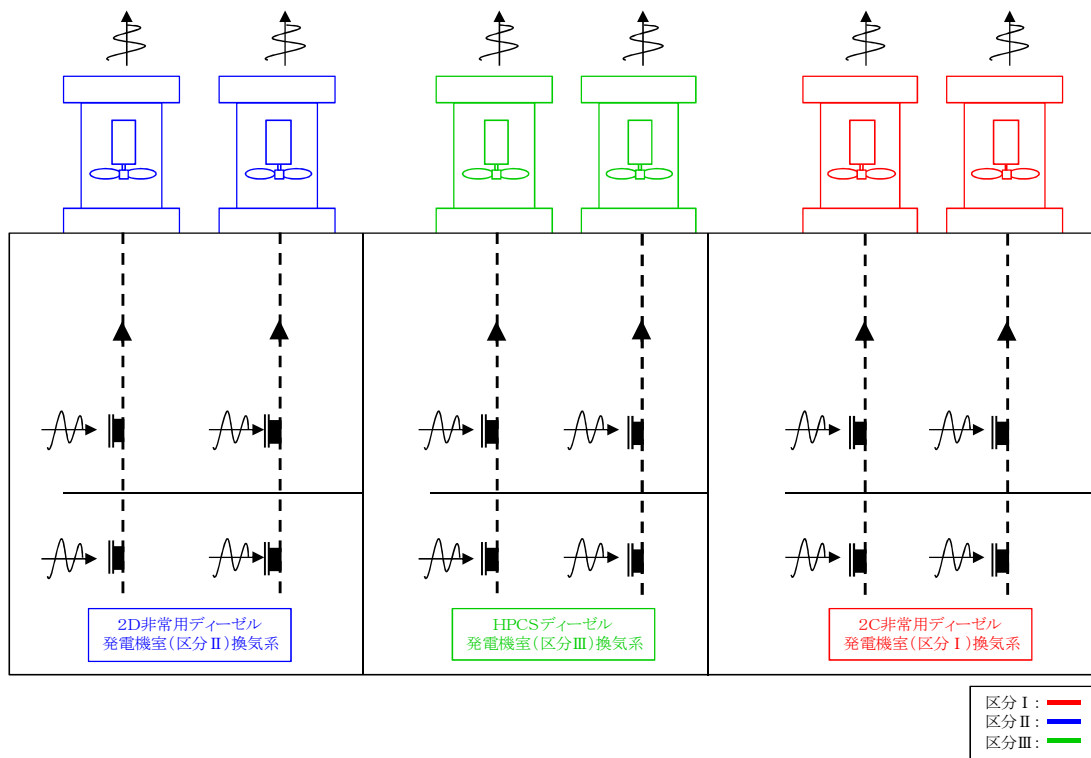 2D非常用ディーゼル
発電機室(区分Ⅱ)換気系
HPCSディーゼル
発電機室(区分Ⅲ)換気系
2C非常用ディーゼル
発電機室(区分Ⅰ)換気系
区分Ⅰ:
区分Ⅱ:
区分Ⅲ: